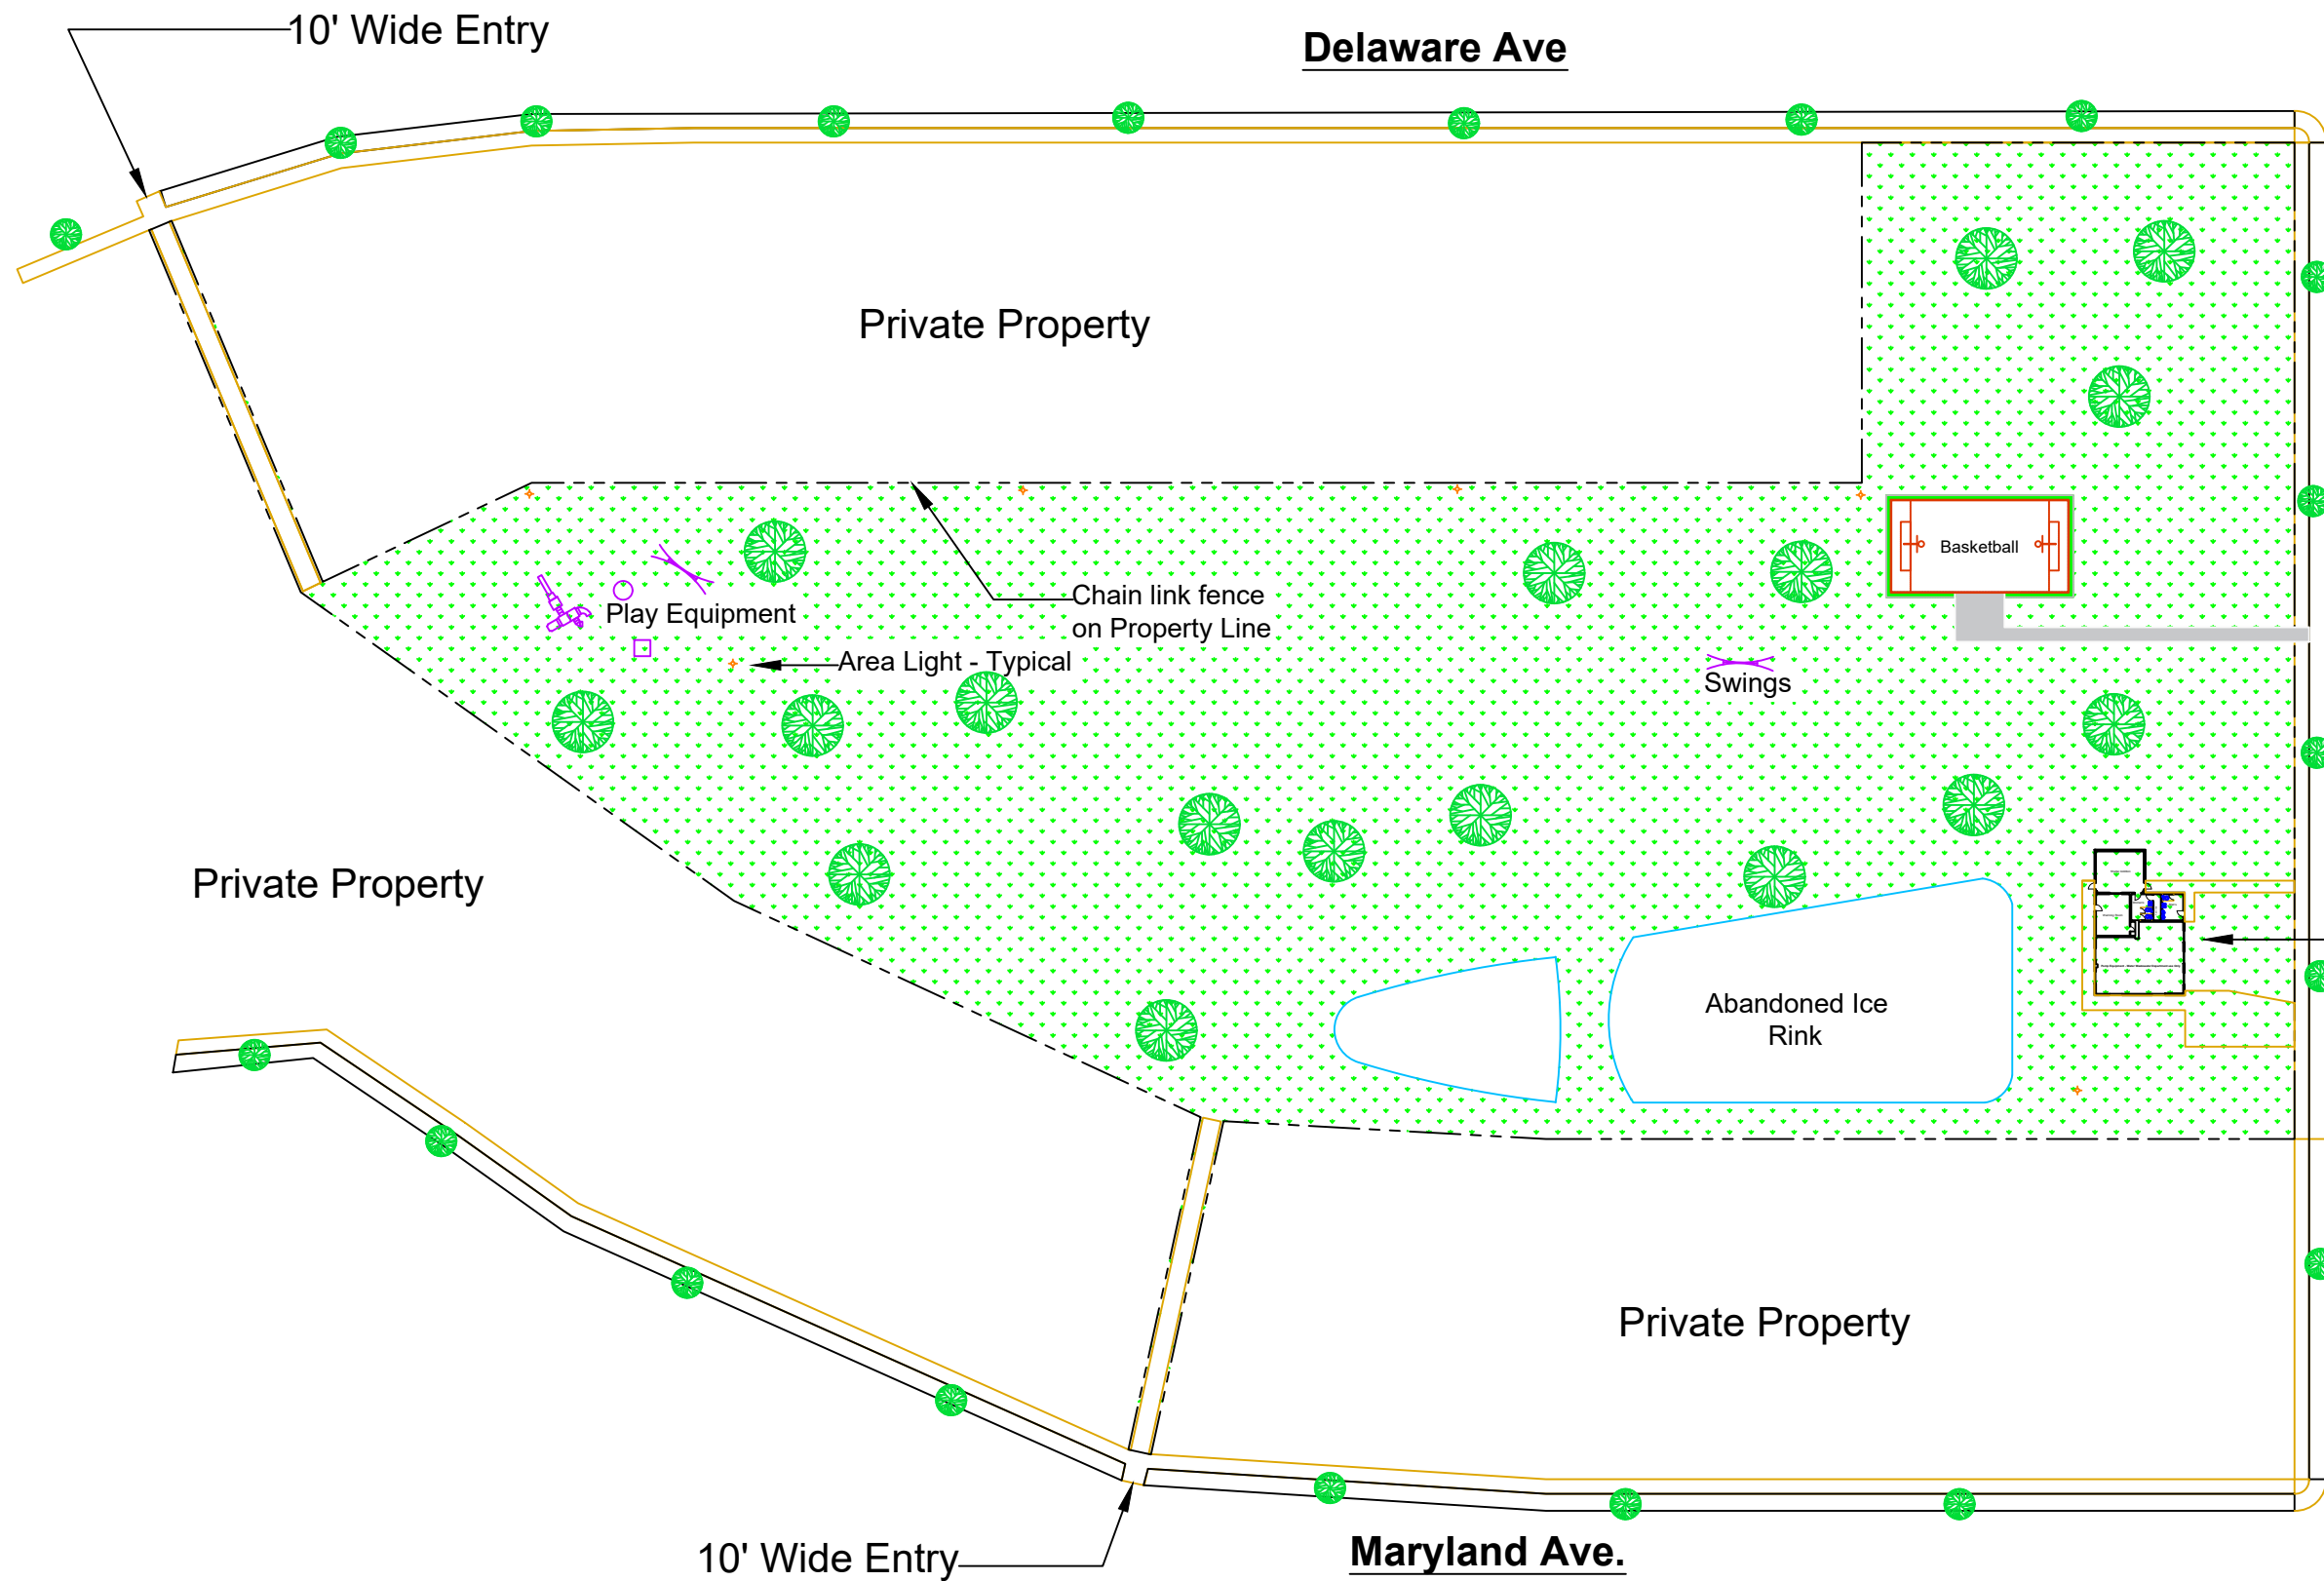 10' Wide Entry
Delaware Ave
Private Property
Basketball
Chain link fence
on Property Line
Play Equipment
Area Light - Typical
Swings
Private Property
Abandoned Ice
Rink
Private Property
10' Wide Entry
Maryland Ave.